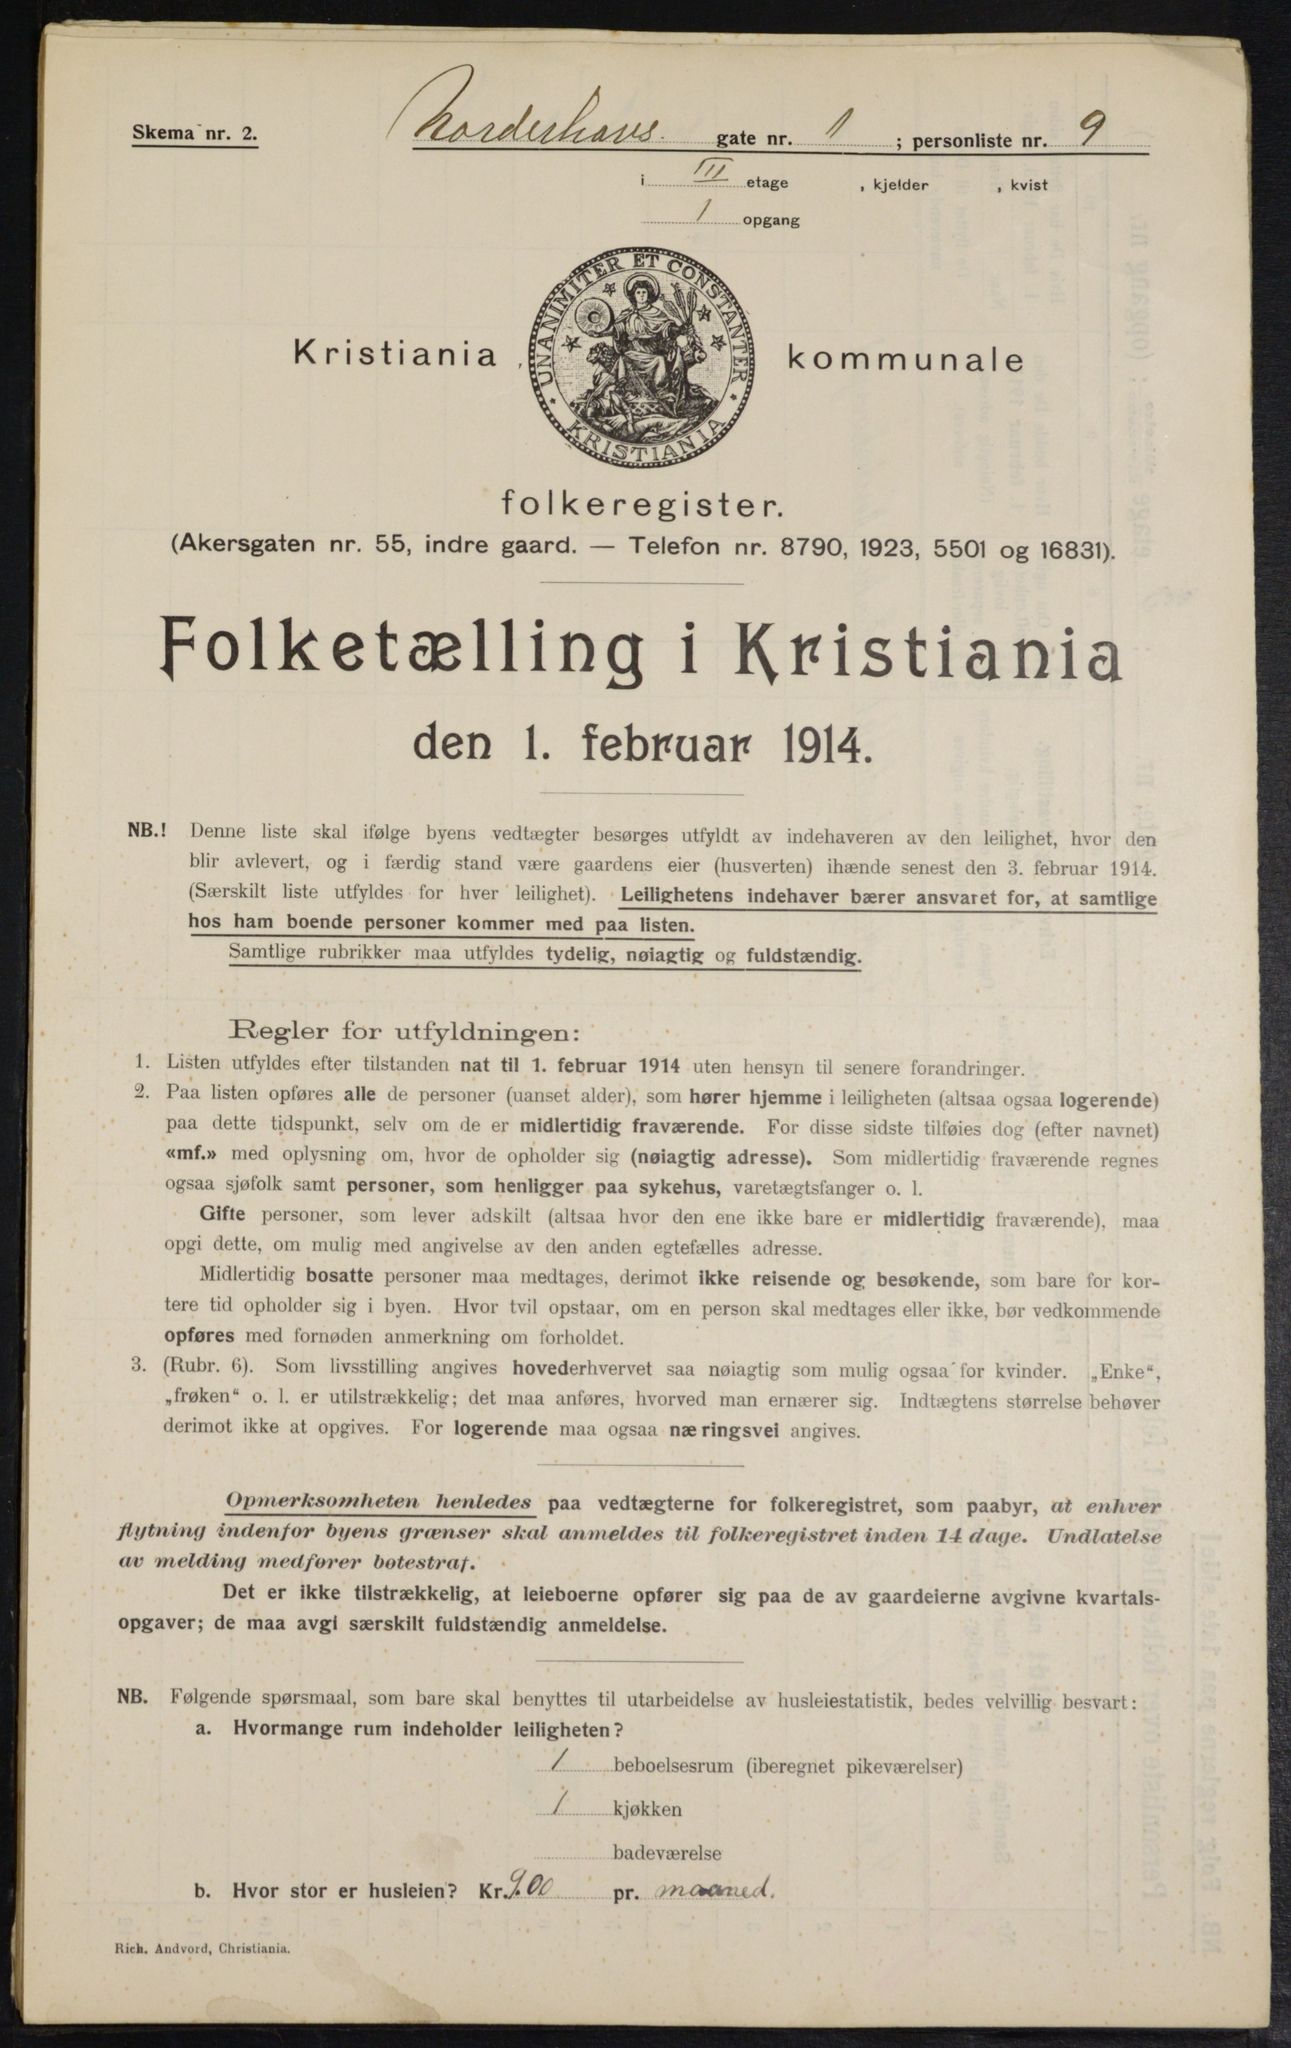 Skema nr. 2.
Norderhovs gate nr. 1 ; personliste nr. 9
i III etage , kjelder , kvist
1 opgang
UNANIMITER ET CONSTANTER
KRISTIANIA
Kristiania kommunale
folkeregister.
(Akersgaten nr. 55, indre gaard. — Telefon nr. 8790, 1923, 5501 og 16831).
Folketælling i Kristiania
den 1. februar 1914.
NB.! Denne liste skal ifølge byens vedtægter besørges utfyldt av indehaveren av den leilighet, hvor den
blir avlevert, og i færdig stand være gaardens eier (husverten) ihænde senest den 3. februar 1914.
(Særskilt liste utfyldes for hver leilighet). Leilighetens indehaver bærer ansvaret for, at samtlige
hos ham boende personer kommer med paa listen.
Samtlige rubrikker maa utfyldes tydelig, nøiagtig og fuldstændig.
Regler for utfyldningen:
1. Listen utfyldes efter tilstanden nat til 1. februar 1914 uten hensyn til senere forandringer.
2. Paa listen opføres alle de personer (uanset alder), som hører hjemme i leiligheten (altsaa ogsaa logerende)
paa dette tidspunkt, selv om de er midlertidig fraværende. For disse sidste tilføies dog (efter navnet)
«mf.» med oplysning om, hvor de opholder sig (nøiagtig adresse). Som midlertidig fraværende regnes
ogsaa sjøfolk samt personer, som henligger paa sykehus, varetægtsfanger o. l.
Gifte personer, som lever adskilt (altsaa hvor den ene ikke bare er midlertidig fraværende), maa
opgi dette, om mulig med angivelse av den anden egtefælles adresse.
Midlertidig bosatte personer maa medtages, derimot ikke reisende og besøkende, som bare for kor-
tere tid opholder sig i byen. Hvor tvil opstaar, om en person skal medtages eller ikke, bør vedkommende
opføres med fornøden anmerkning om forholdet.
3. (Rubr. 6). Som livsstilling angives hovederhvervet saa nøiagtig som mulig ogsaa for kvinder. „Enke“,
„frøken“ o. l. er utilstrækkelig; det maa anføres, hvorved man ernærer sig. Indtægtens størrelse behøver
derimot ikke at opgives. For logerende maa ogsaa næringsvei angives.
Opmerksomheten henledes paa vedtægterne for folkeregistret, som paabyr, at enhver
flytning indenfor byens grænser skal anmeldes til folkeregistret inden 14 dage. Undlatelse
av melding medfører bøtestraf.
Det er ikke tilstrækkelig, at leieboerne opfører sig paa de av gaardeierne avgivne kvartals-
opgaver; de maa avgi særskilt fuldstændig anmeldelse.
NB. Følgende spørsmaal, som bare skal benyttes til utarbeidelse av husleiestatistik, bedes velvillig besvart:
a. Hvormange rum indeholder leiligheten?
1 beboelsesrum (iberegnet pikeværelser)
1 kjøkken
badeværelse
b. Hvor stor er husleien? Kr. 9.00 pr. maaned.
Rich. Andvord, Christiania.